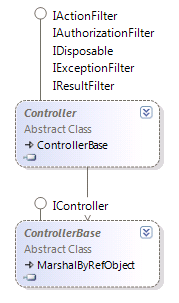 IActionFilter
IAuthorizationFilter
IDisposable
IExceptionFilter
IResultFilter
Controller
Abstract Class
ControllerBase
IController
ControllerBase
Abstract Class
MarshalByRefObject